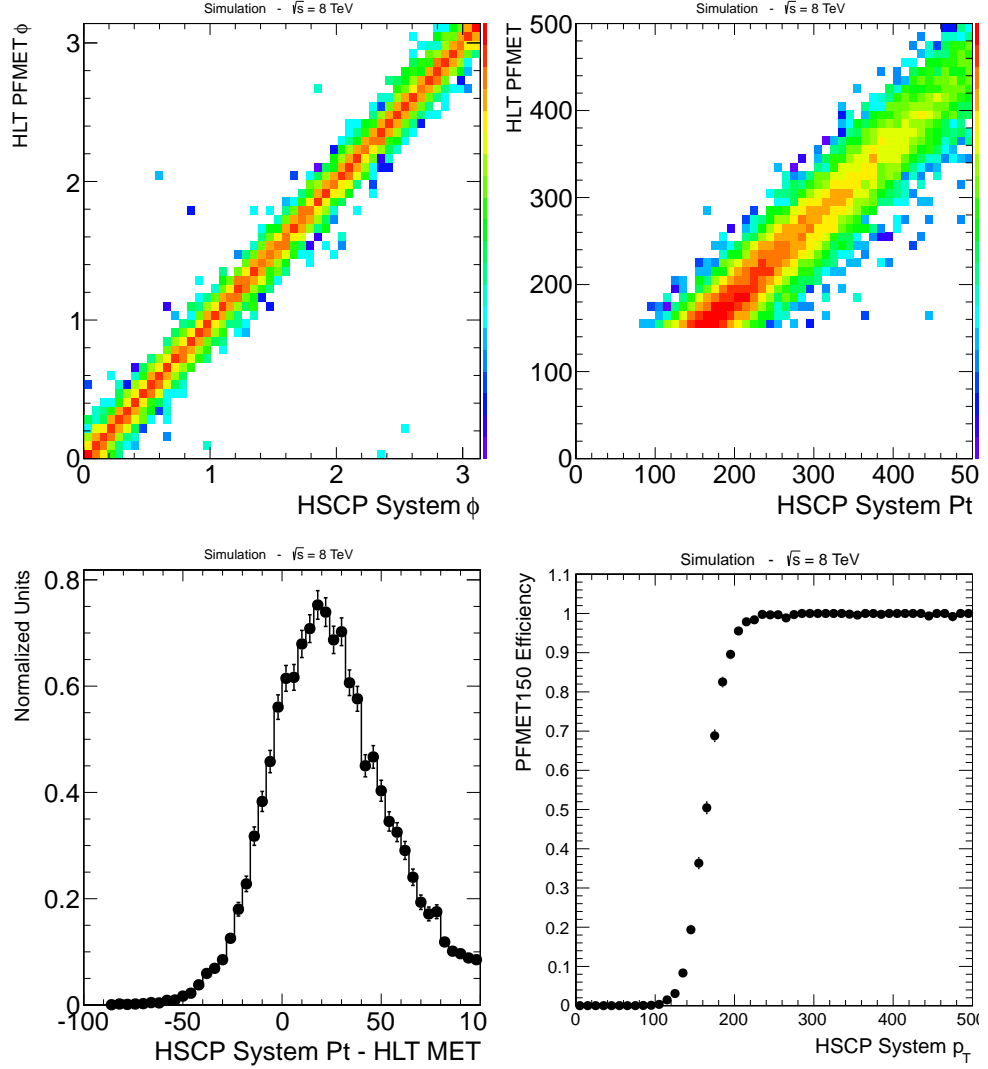 Simulation - √s = 8 TeV
HLT PFMET ϕ
3
2
1
0
0 1 2 3
HSCP System ϕ
Simulation - √s = 8 TeV
HLT PFMET
500
400
300
200
100
0
100 200 300 400 500
HSCP System Pt
Simulation - √s = 8 TeV
Normalized Units
0.8
0.6
0.4
0.2
0
-100 -50 0 50 100
HSCP System Pt - HLT MET
Simulation - √s = 8 TeV
PFMET150 Efficiency
1.1
1
0.9
0.8
0.7
0.6
0.5
0.4
0.3
0.2
0.1
0
0 100 200 300 400 500
HSCP System p_T